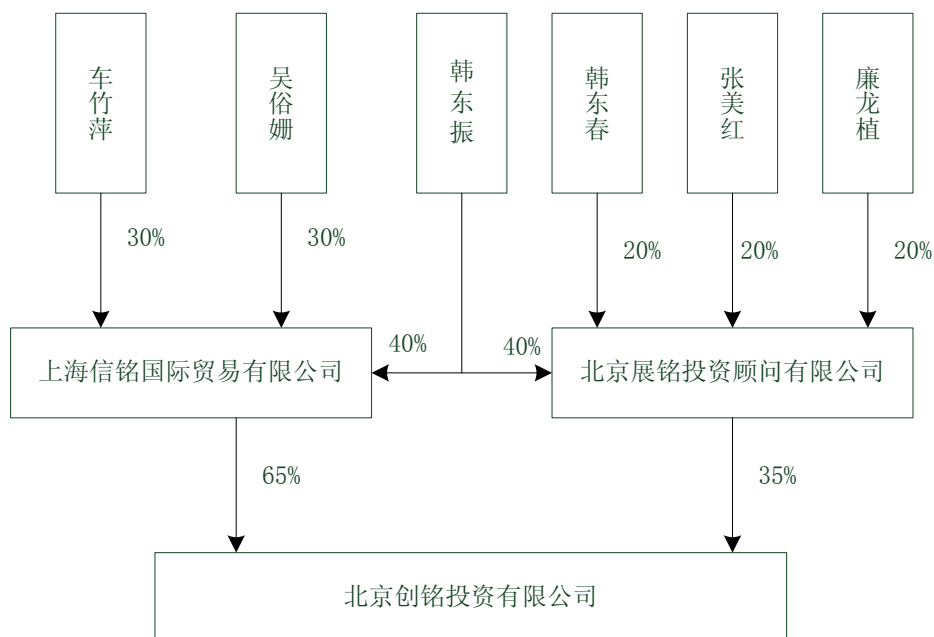 车竹萍
吴俊姗
韩东振
韩东春
张美红
廉龙植
30%
30%
20%
20%
20%
40%
40%
上海信铭国际贸易有限公司
北京展铭投资顾问有限公司
65%
35%
北京创铭投资有限公司